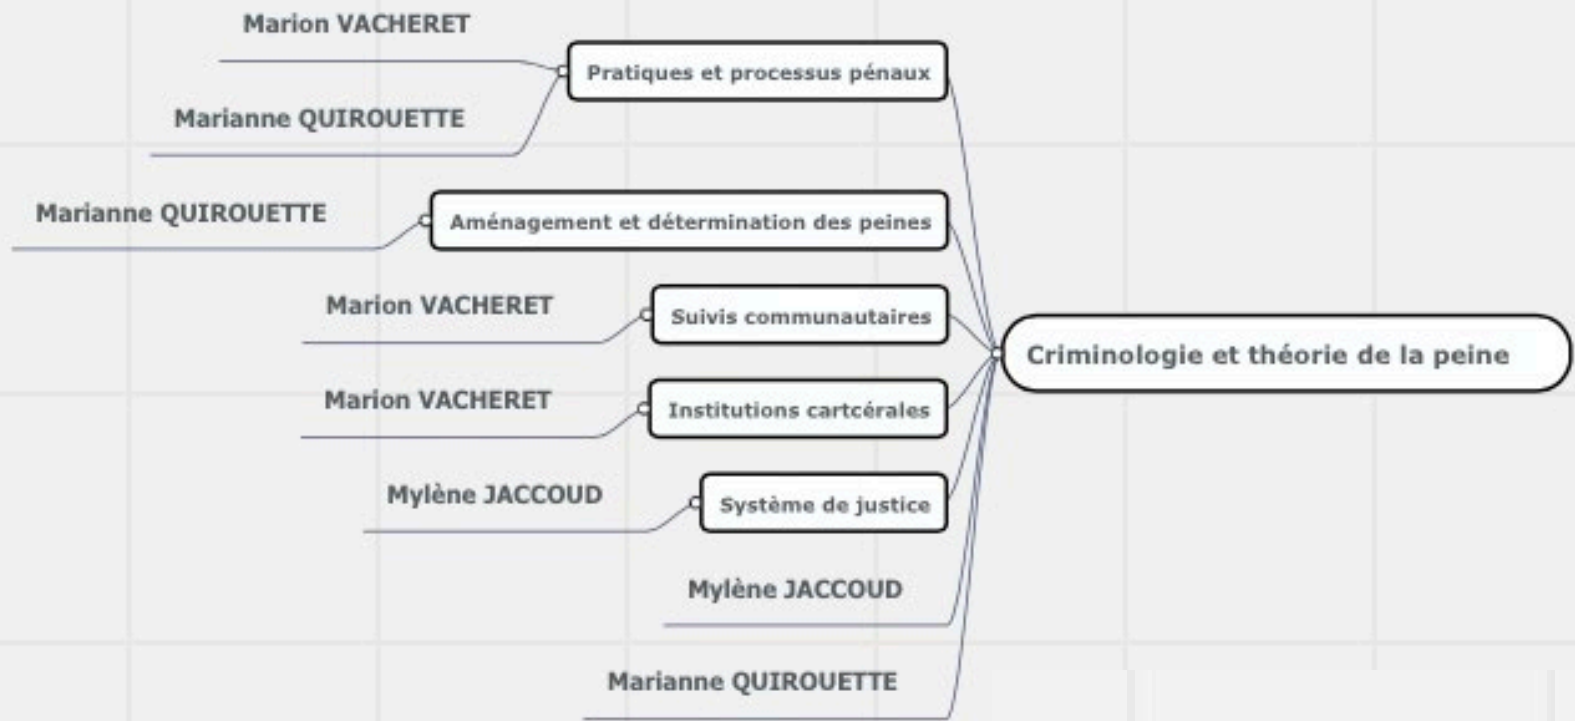 Marion VACHERET
Pratiques et processus pénaux
Marianne QUIROUETTE
Marianne QUIROUETTE
Aménagement et détermination des peines
Marion VACHERET
Suivis communautaires
Criminologie et théorie de la peine
Marion VACHERET
Institutions cartcérales
Mylène JACCOUD
Système de justice
Mylène JACCOUD
Marianne QUIROUETTE